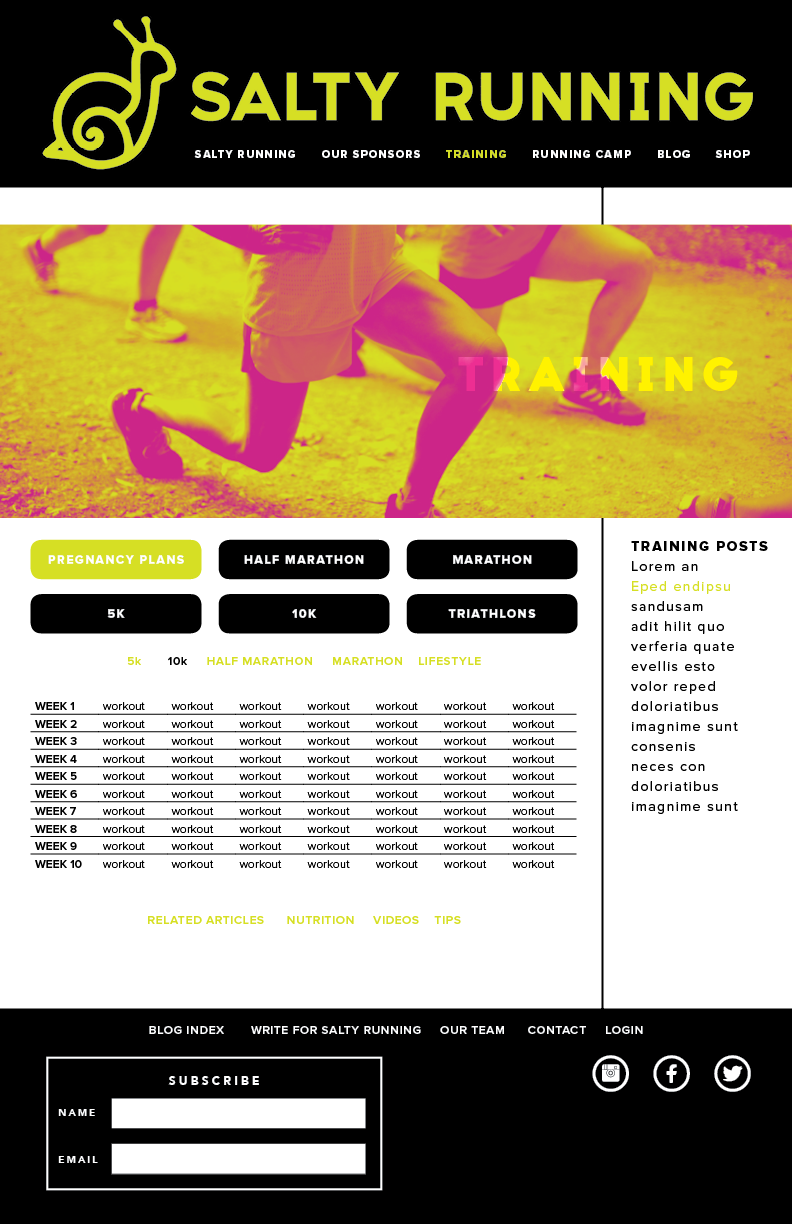 SALTY RUNNING
SALTY RUNNING OUR SPONSORS TRAINING RUNNING CAMP BLOG SHOP
TRAINING
PREGNANCY PLANS HALF MARATHON MARATHON
5K 10K TRIATHLONS
5k 10k HALF MARATHON MARATHON LIFESTYLE
WEEK 1 workout workout workout workout workout workout workout
WEEK 2 workout workout workout workout workout workout workout
WEEK 3 workout workout workout workout workout workout workout
WEEK 4 workout workout workout workout workout workout workout
WEEK 5 workout workout workout workout workout workout workout
WEEK 6 workout workout workout workout workout workout workout
WEEK 7 workout workout workout workout workout workout workout
WEEK 8 workout workout workout workout workout workout workout
WEEK 9 workout workout workout workout workout workout workout
WEEK 10 workout workout workout workout workout workout workout
RELATED ARTICLES NUTRITION VIDEOS TIPS
TRAINING POSTS
Lorem an
Eped endipsu
sandusam
adit hilit quo
verferia quate
evellis esto
volor reped
doloriatibus
imagnime sunt
consenis
neces con
doloriatibus
imagnime sunt
BLOG INDEX WRITE FOR SALTY RUNNING OUR TEAM CONTACT LOGIN
SUBSCRIBE
NAME
EMAIL